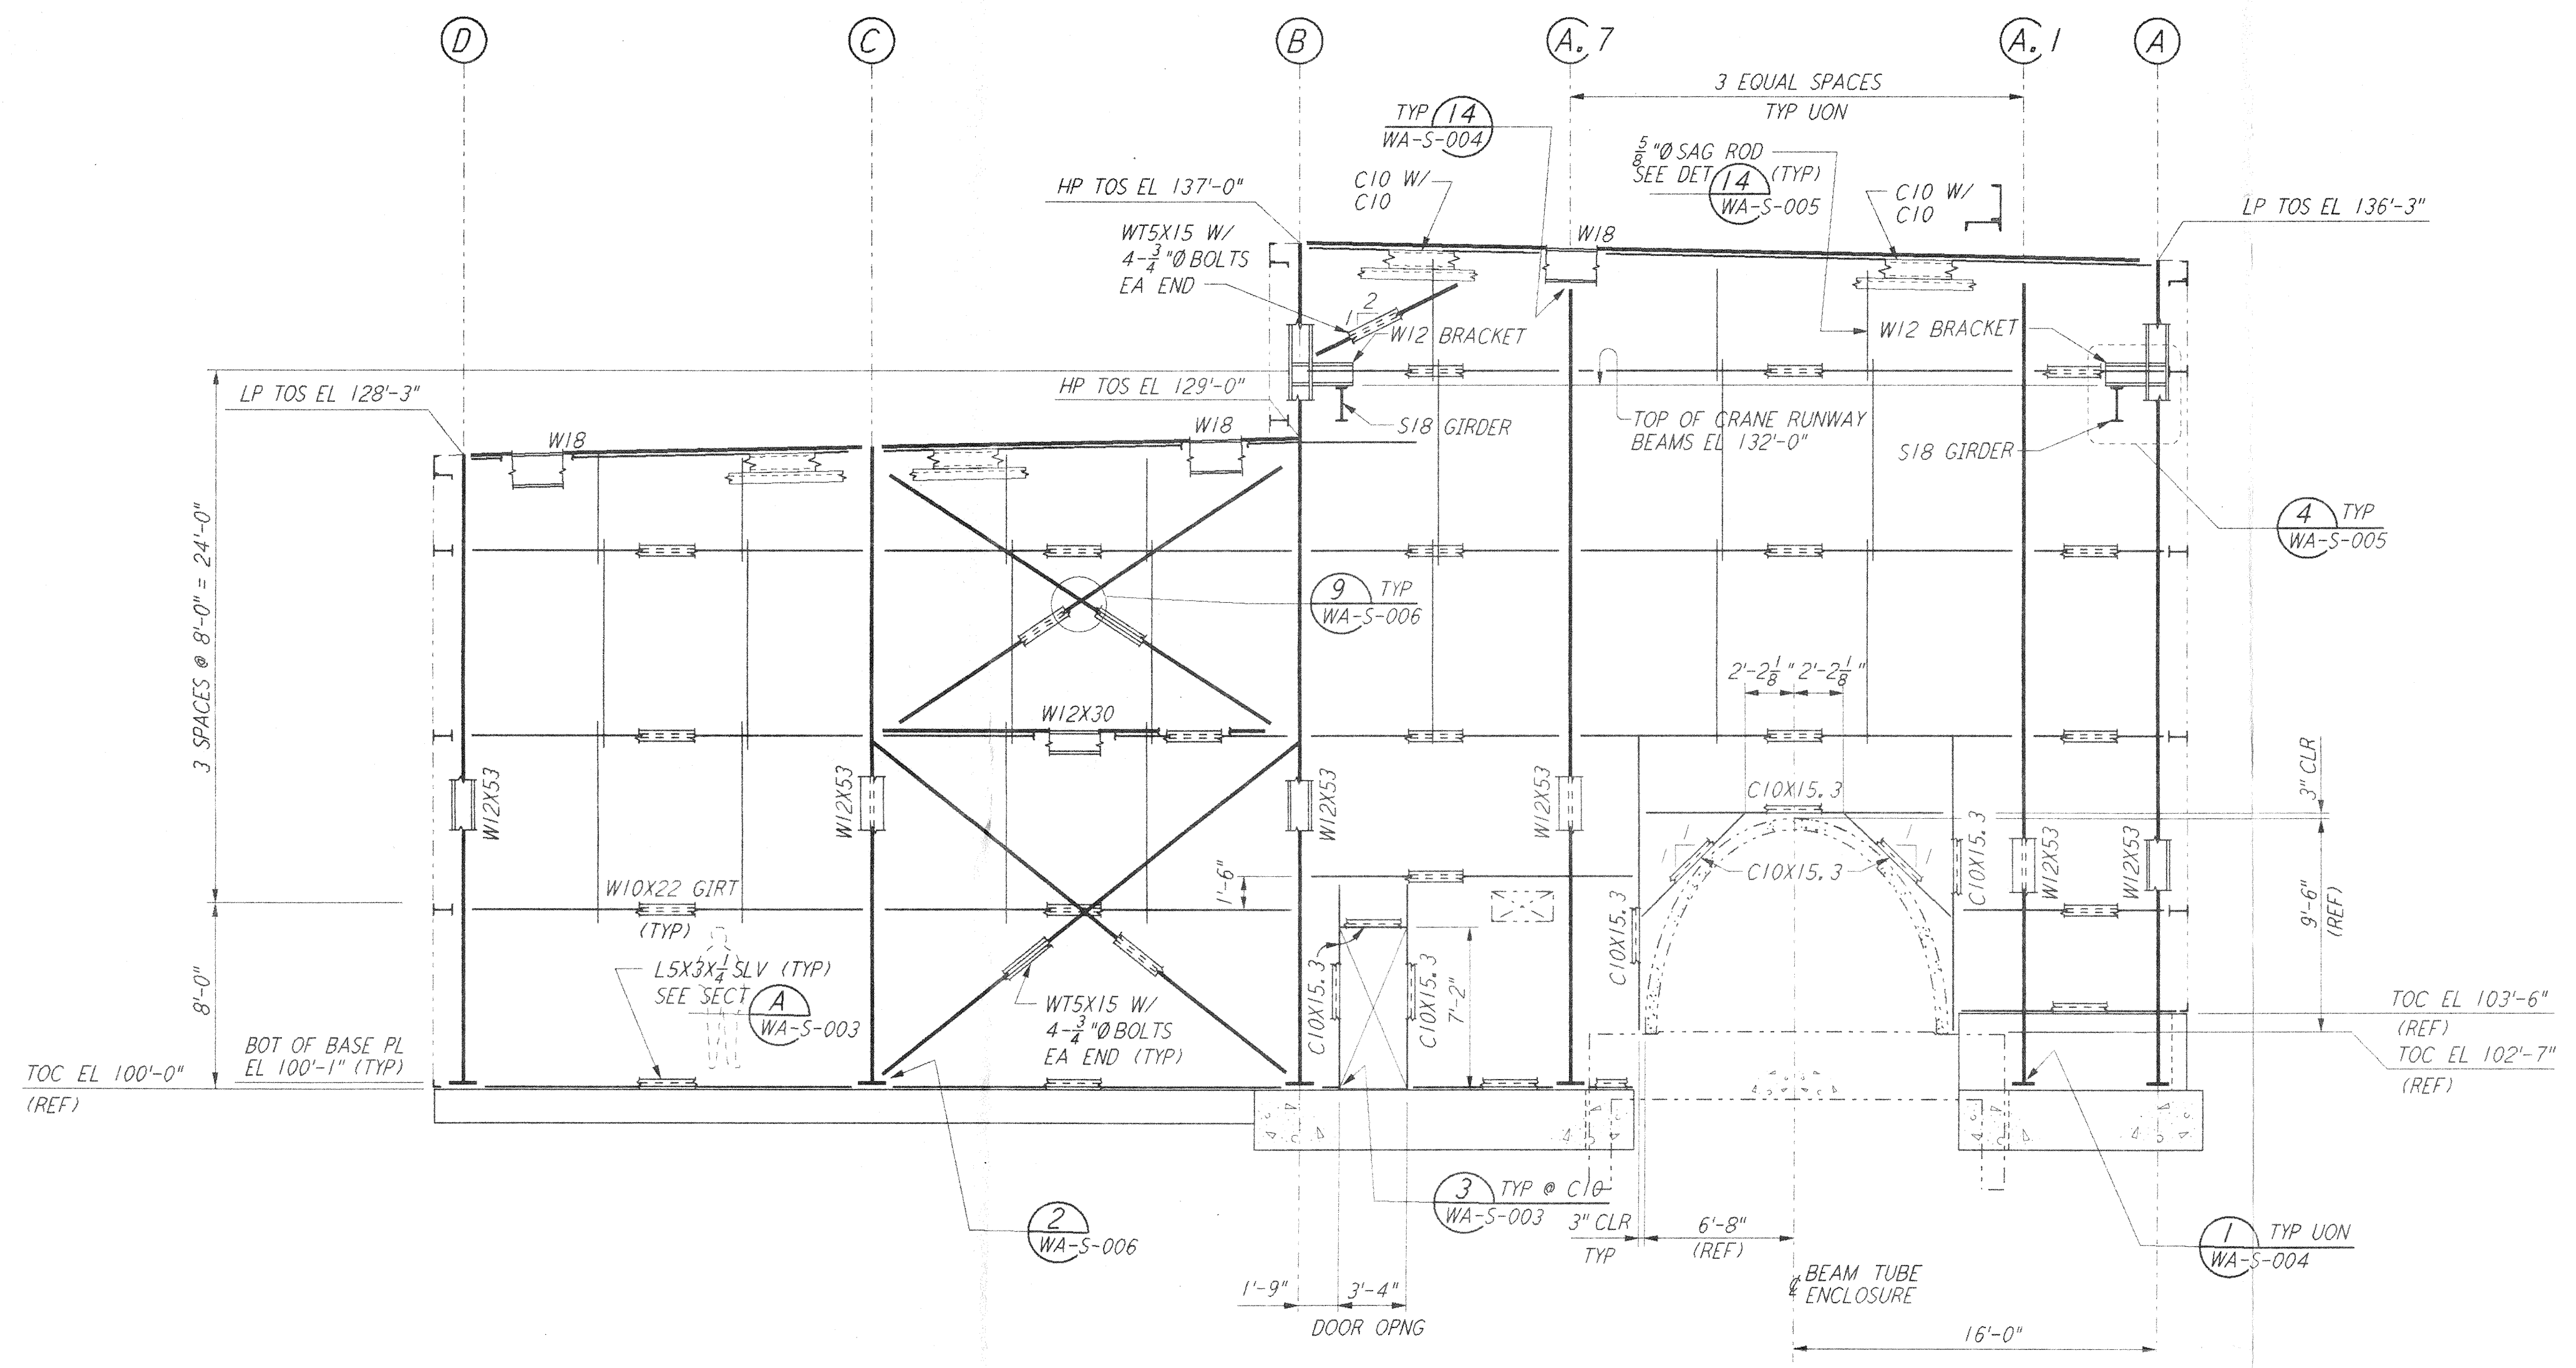 D
C
B
A.7
A.1
A
3 EQUAL SPACES
TYP UON
TYP 14
WA-S-004
5/8"Ø SAG ROD
SEE DET 14 (TYP)
WA-S-005
HP TOS EL 137'-0"
C10 W/
C10
C10 W/
C10
LP TOS EL 136'-3"
WT5X15 W/
4-3/4"Ø BOLTS
EA END
W18
2
1
W12 BRACKET
W12 BRACKET
LP TOS EL 128'-3"
HP TOS EL 129'-0"
S18 GIRDER
TOP OF CRANE RUNWAY
BEAMS EL 132'-0"
S18 GIRDER
W18
W18
4 TYP
WA-S-005
3 SPACES @ 8'-0" = 24'-0"
9 TYP
WA-S-006
2'-2 1/8" 2'-2 1/8"
W12X30
3" CLR
W12X53
W12X53
W12X53
W12X53
C10X15.3
C10X15.3
C10X15.3
W12X53
W12X53
1
1
W10X22 GIRT
(TYP)
1'-6"
C10X15.3
9'-6"
(REF)
L5X3X1/4 SLV (TYP)
SEE SECT A
WA-S-003
WT5X15 W/
4-3/4"Ø BOLTS
EA END (TYP)
C10X15.3
C10X15.3
7'-2"
8'-0"
TOC EL 103'-6"
(REF)
TOC EL 102'-7"
(REF)
BOT OF BASE PL
EL 100'-1" (TYP)
TOC EL 100'-0"
(REF)
2
WA-S-006
3 TYP @ C10
WA-S-003
3" CLR
TYP
6'-8"
(REF)
1 TYP UON
WA-S-004
1'-9"
3'-4"
DOOR OPNG
℄ BEAM TUBE
ENCLOSURE
16'-0"